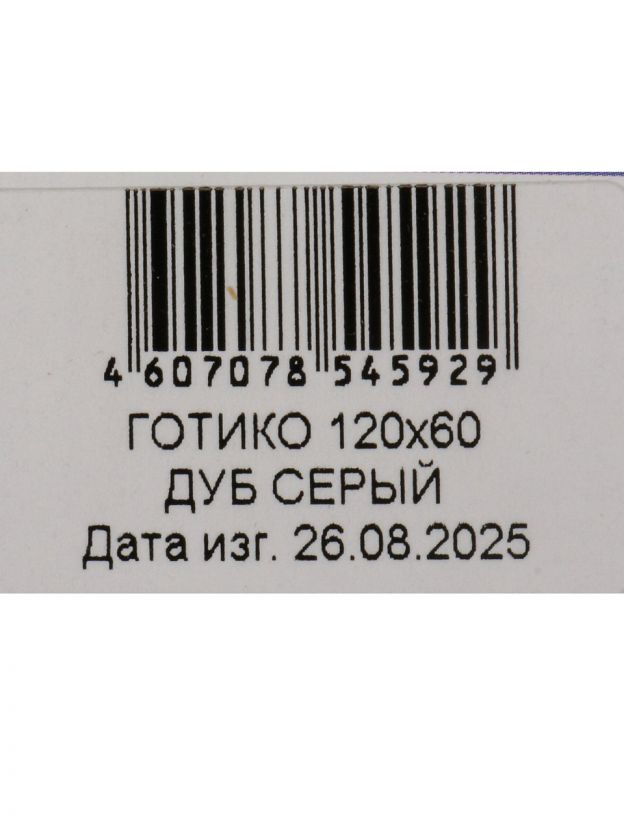 4 607078 545929
ГОТИКО 120х60
ДУБ СЕРЫЙ
Дата изг. 26.08.2025